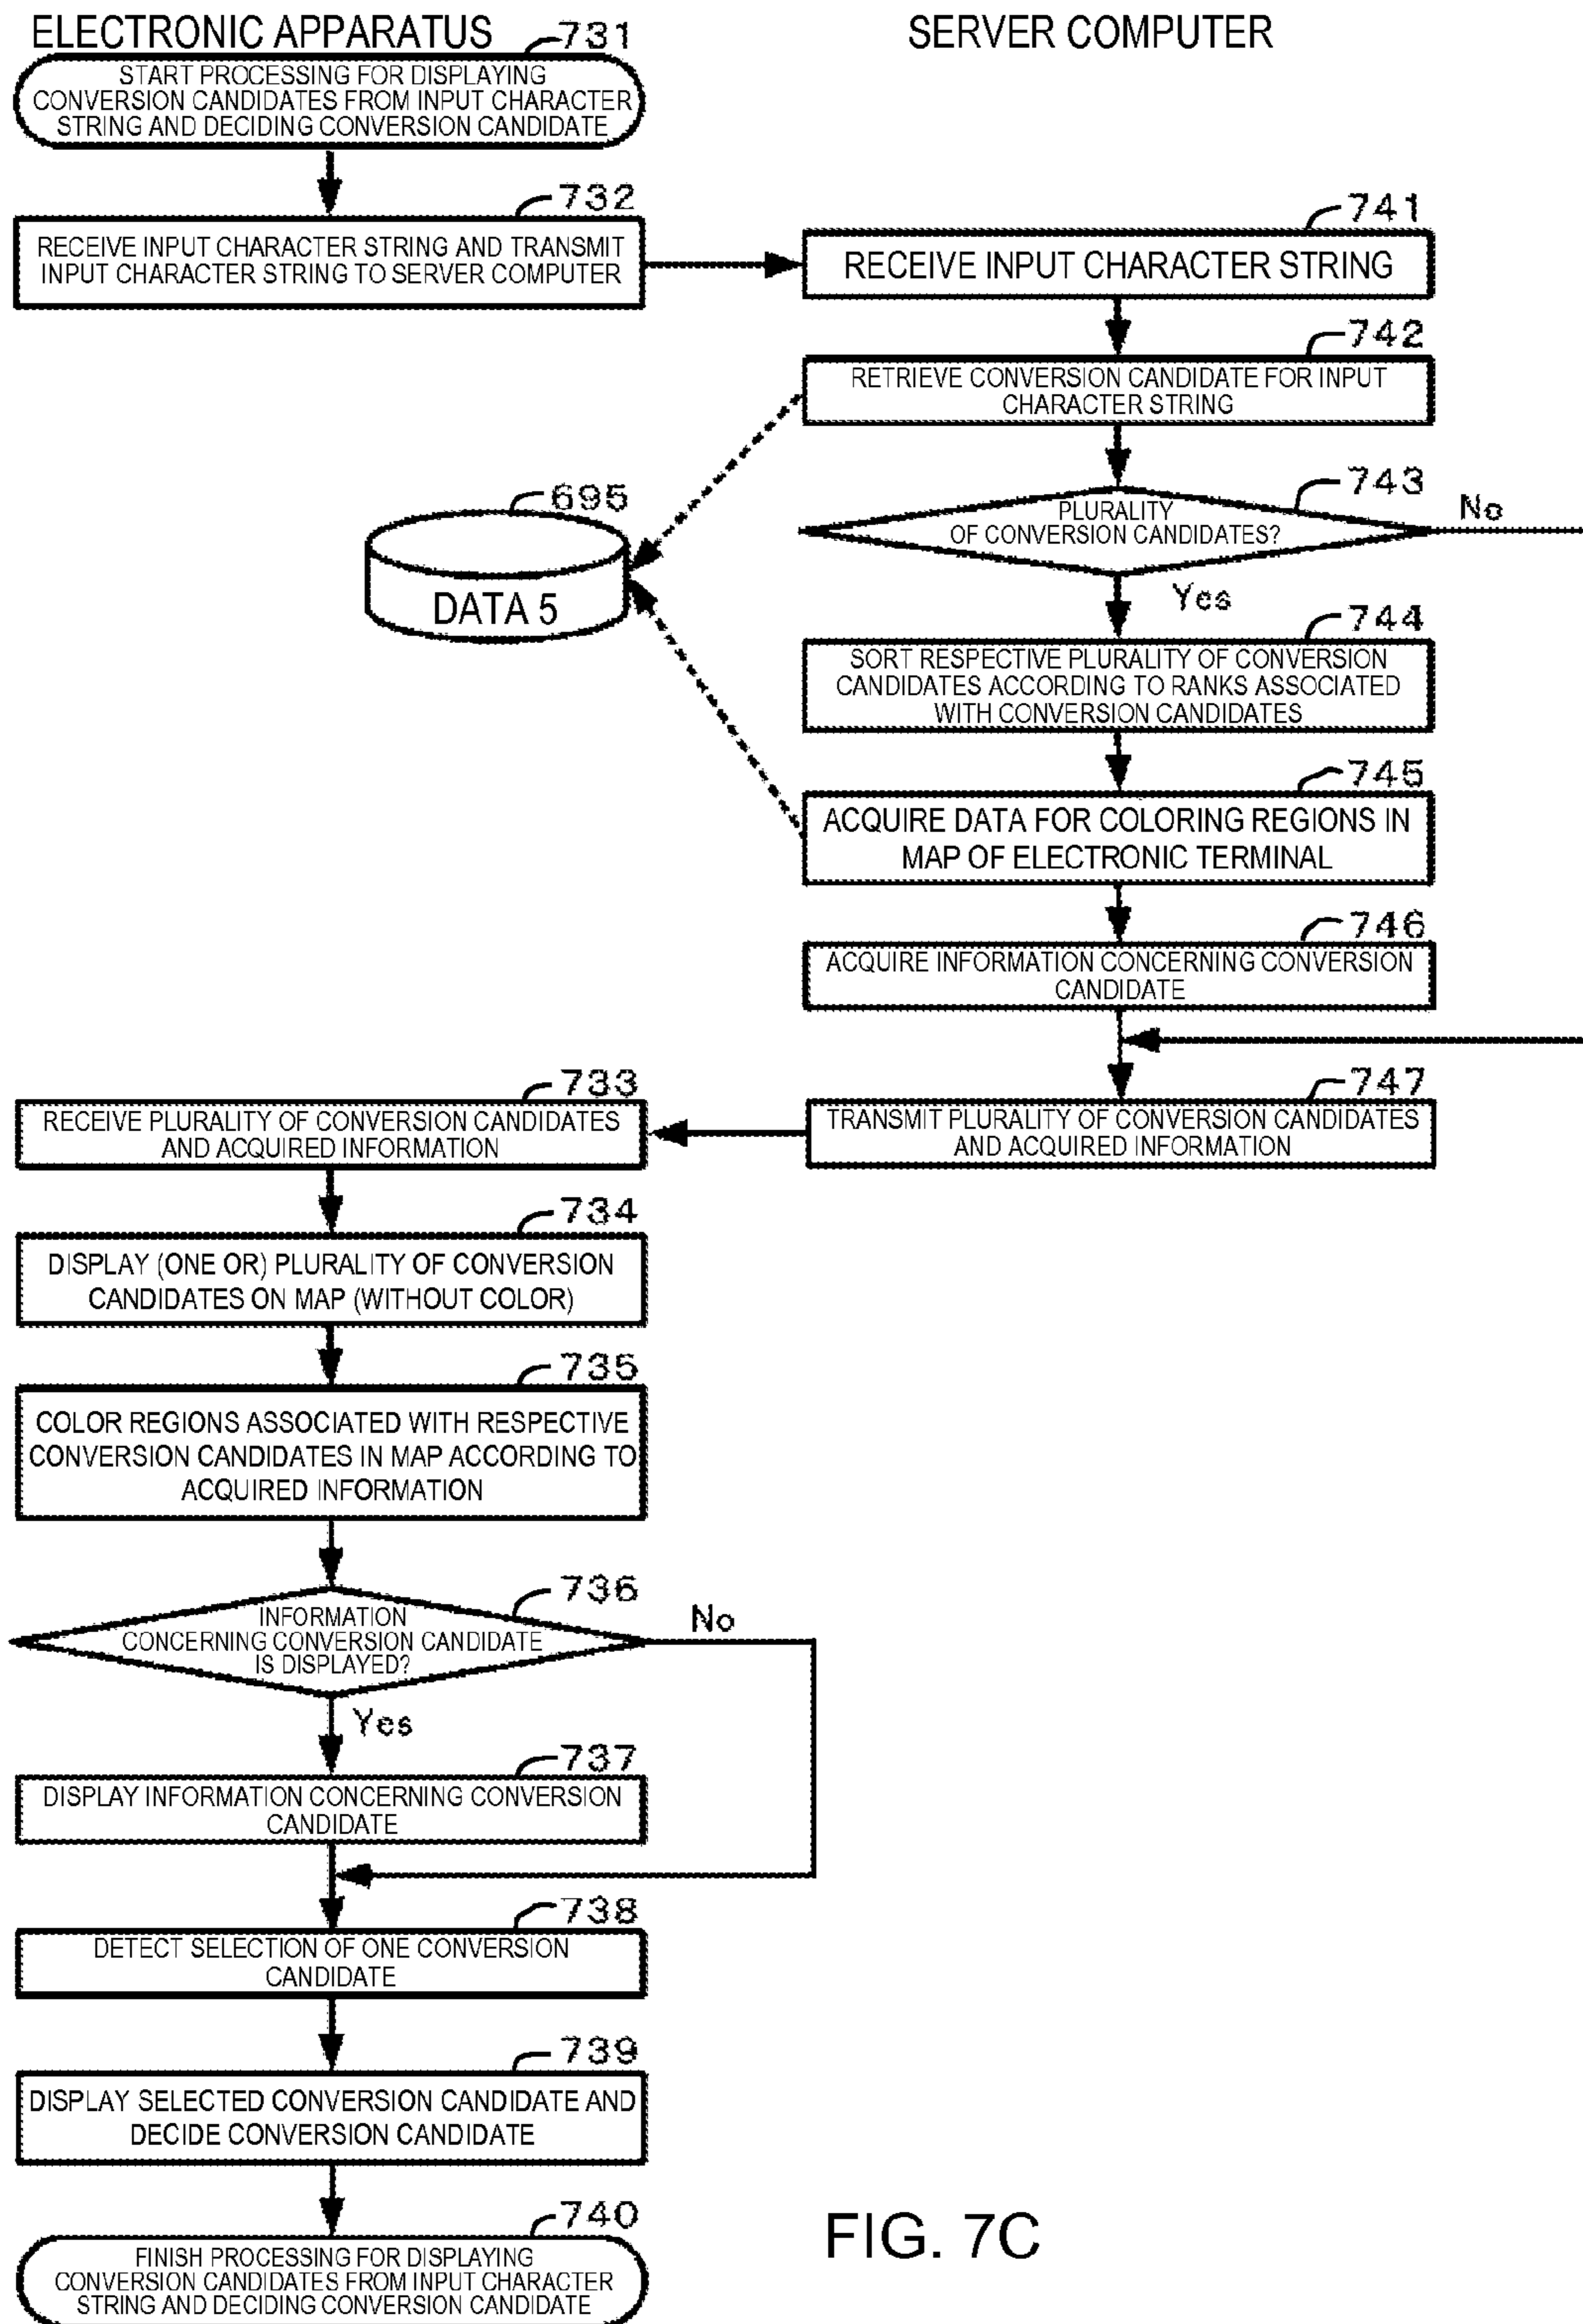 ELECTRONIC APPARATUS
731
START PROCESSING FOR DISPLAYING
CONVERSION CANDIDATES FROM INPUT CHARACTER
STRING AND DECIDING CONVERSION CANDIDATE
732
RECEIVE INPUT CHARACTER STRING AND TRANSMIT
INPUT CHARACTER STRING TO SERVER COMPUTER
SERVER COMPUTER
741
RECEIVE INPUT CHARACTER STRING
742
RETRIEVE CONVERSION CANDIDATE FOR INPUT
CHARACTER STRING
695
DATA 5
743
PLURALITY
OF CONVERSION CANDIDATES?
No
Yes
744
SORT RESPECTIVE PLURALITY OF CONVERSION
CANDIDATES ACCORDING TO RANKS ASSOCIATED
WITH CONVERSION CANDIDATES
745
ACQUIRE DATA FOR COLORING REGIONS IN
MAP OF ELECTRONIC TERMINAL
746
ACQUIRE INFORMATION CONCERNING CONVERSION
CANDIDATE
747
TRANSMIT PLURALITY OF CONVERSION CANDIDATES
AND ACQUIRED INFORMATION
733
RECEIVE PLURALITY OF CONVERSION CANDIDATES
AND ACQUIRED INFORMATION
734
DISPLAY (ONE OR) PLURALITY OF CONVERSION
CANDIDATES ON MAP (WITHOUT COLOR)
735
COLOR REGIONS ASSOCIATED WITH RESPECTIVE
CONVERSION CANDIDATES IN MAP ACCORDING TO
ACQUIRED INFORMATION
736
INFORMATION
CONCERNING CONVERSION CANDIDATE
IS DISPLAYED?
No
Yes
737
DISPLAY INFORMATION CONCERNING CONVERSION
CANDIDATE
738
DETECT SELECTION OF ONE CONVERSION
CANDIDATE
739
DISPLAY SELECTED CONVERSION CANDIDATE AND
DECIDE CONVERSION CANDIDATE
740
FINISH PROCESSING FOR DISPLAYING
CONVERSION CANDIDATES FROM INPUT CHARACTER
STRING AND DECIDING CONVERSION CANDIDATE
FIG. 7C